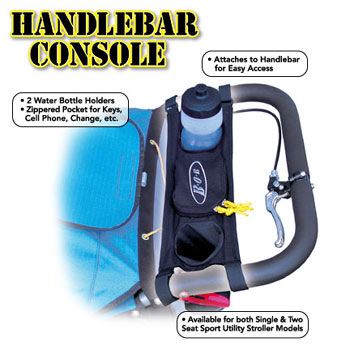 HANDLEBAR
CONSOLE
• Attaches to Handlebar
for Easy Access
• 2 Water Bottle Holders
• Zippered Pocket for Keys,
Cell Phone, Change, etc.
BOB
• Available for both Single & Two
Seat Sport Utility Stroller Models